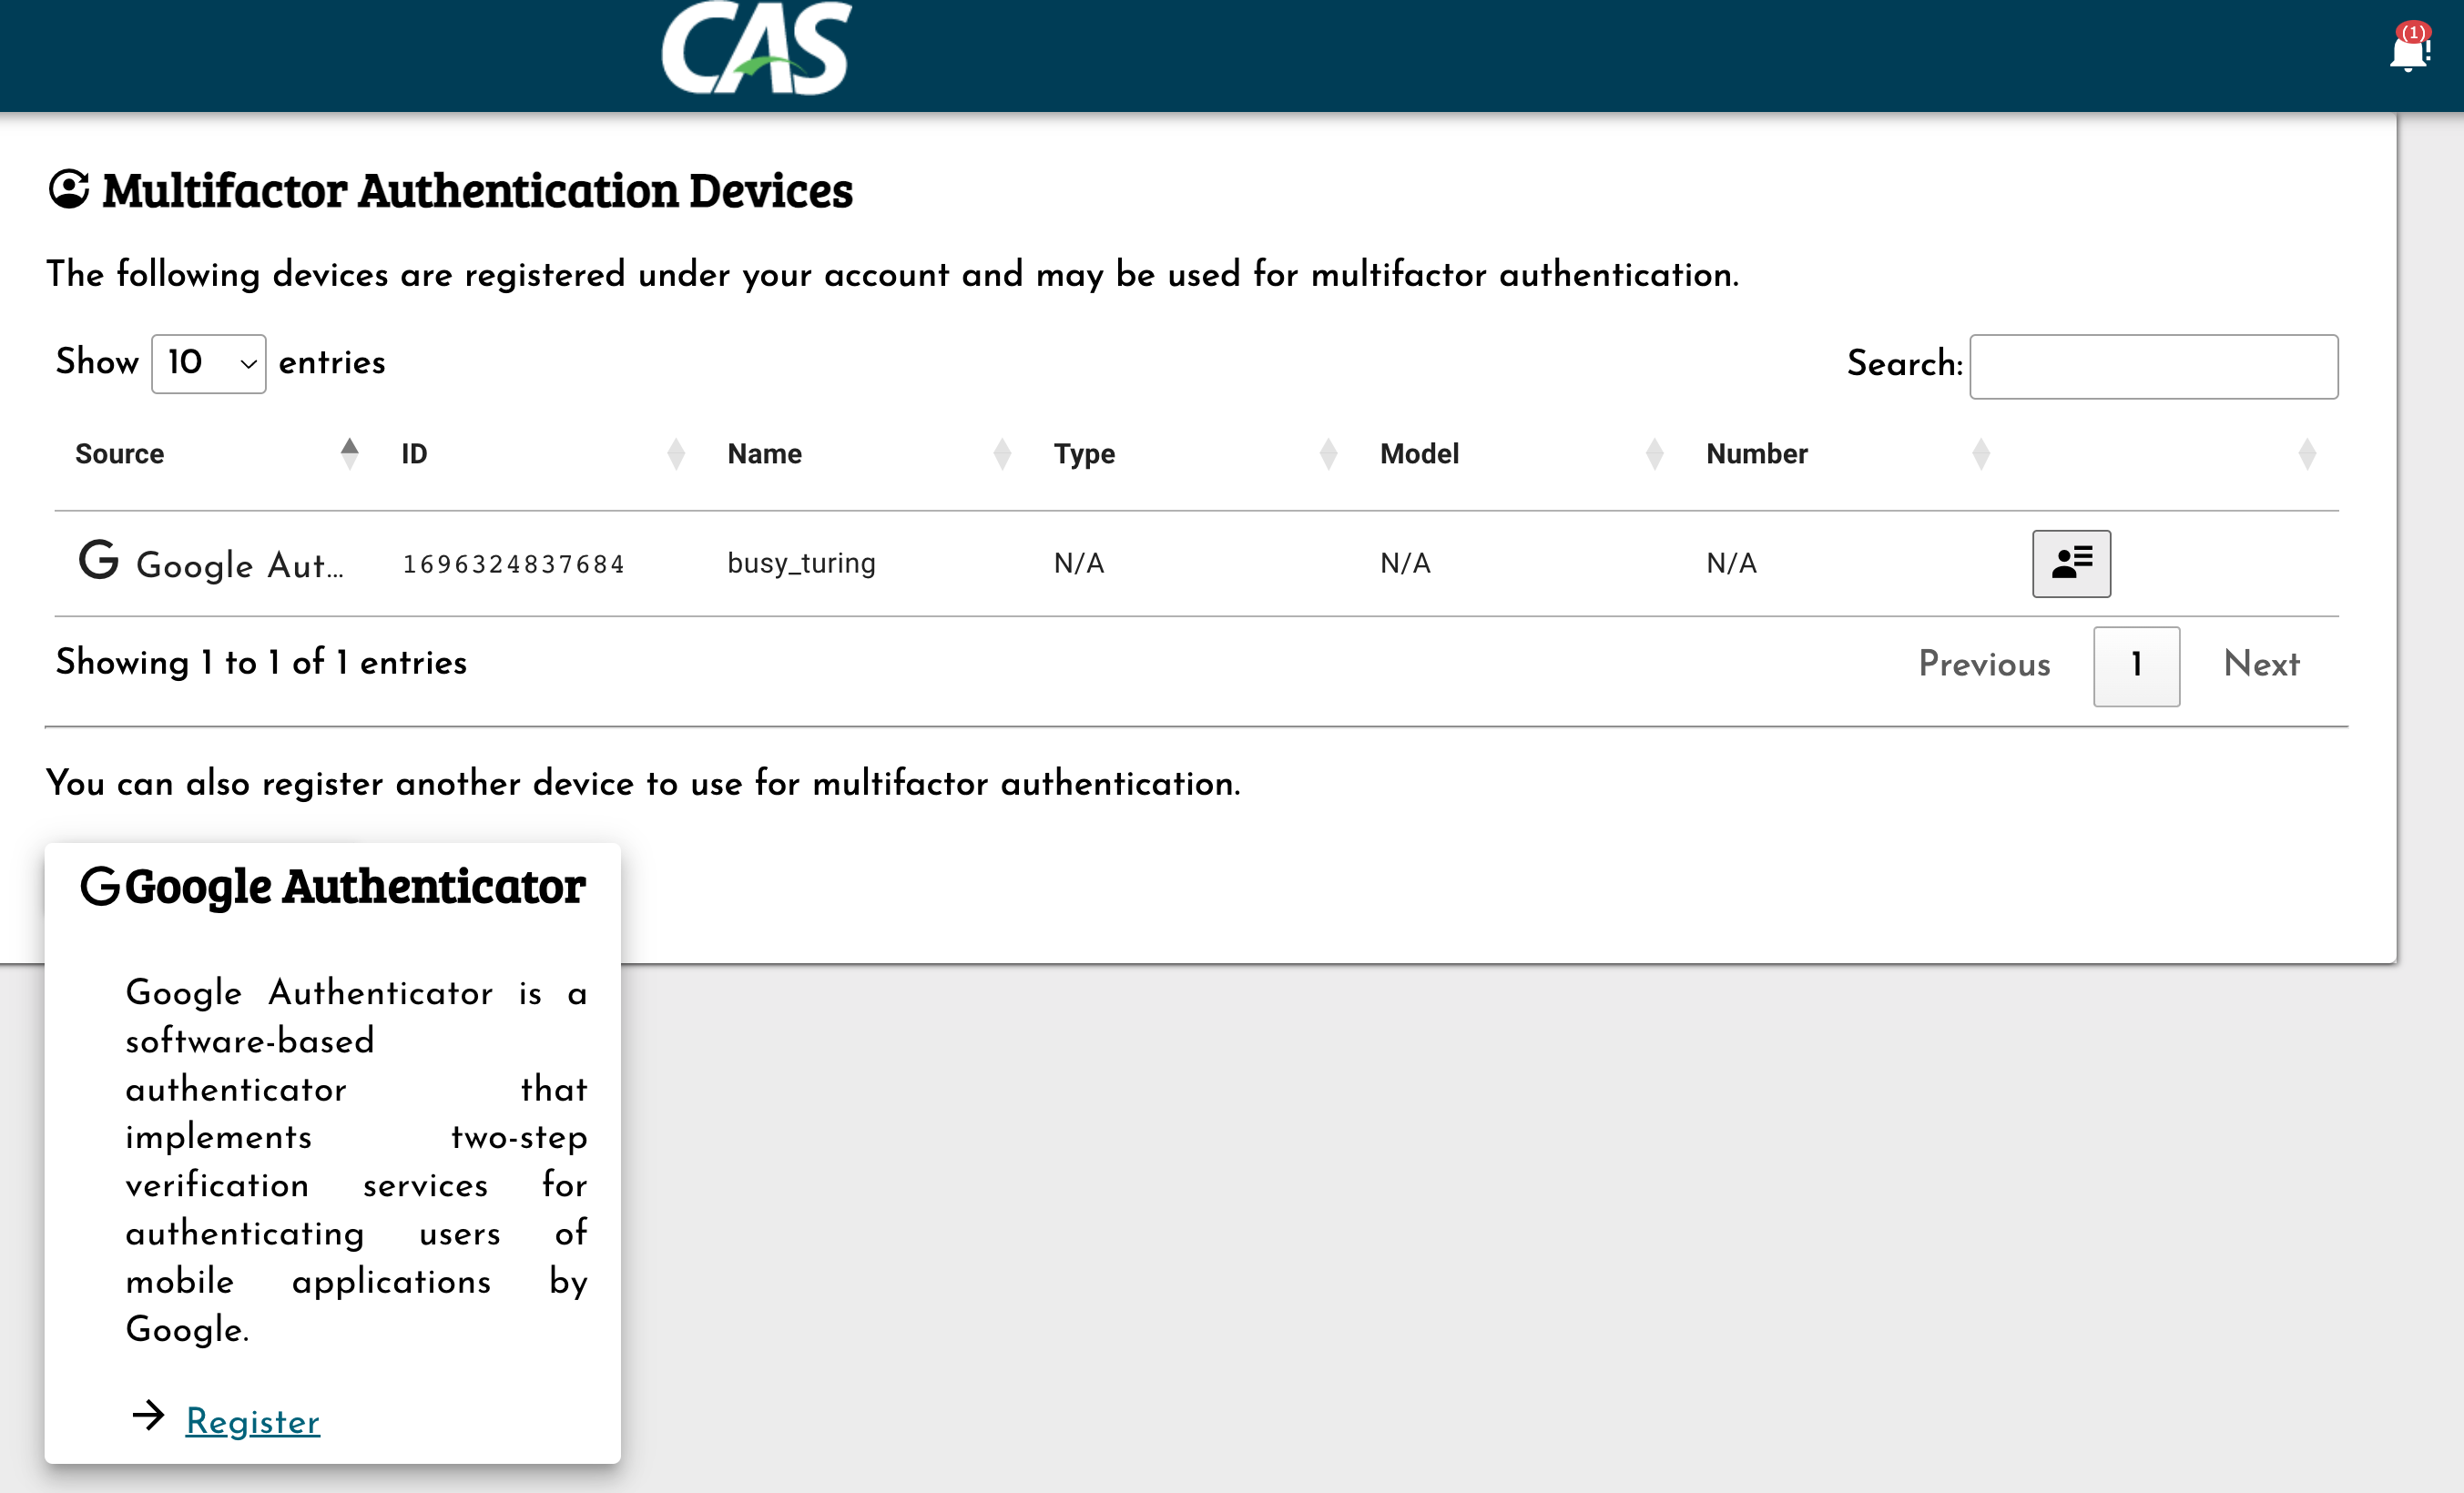 CAS
(1)
Multifactor Authentication Devices
The following devices are registered under your account and may be used for multifactor authentication.
Show 10 entries Search:
Source ID Name Type Model Number
Google Aut... 1696324837684 busy_turing N/A N/A N/A
Showing 1 to 1 of 1 entries Previous 1 Next
You can also register another device to use for multifactor authentication.
Google Authenticator
Google Authenticator is a
software-based
authenticator that
implements two-step
verification services for
authenticating users of
mobile applications by
Google.
Register